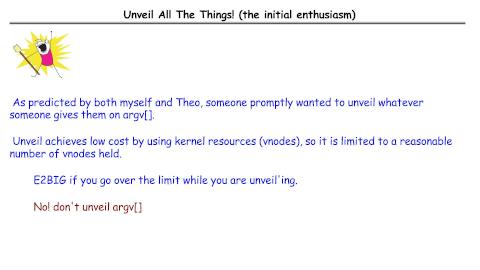 Unveil All The Things! (the initial enthusiasm)
As predicted by both myself and Theo, someone promptly wanted to unveil whatever
someone gives them on argv[].
Unveil achieves low cost by using kernel resources (vnodes), so it is limited to a reasonable
number of vnodes held.
E2BIG if you go over the limit while you are unveil'ing.
No! don't unveil argv[]